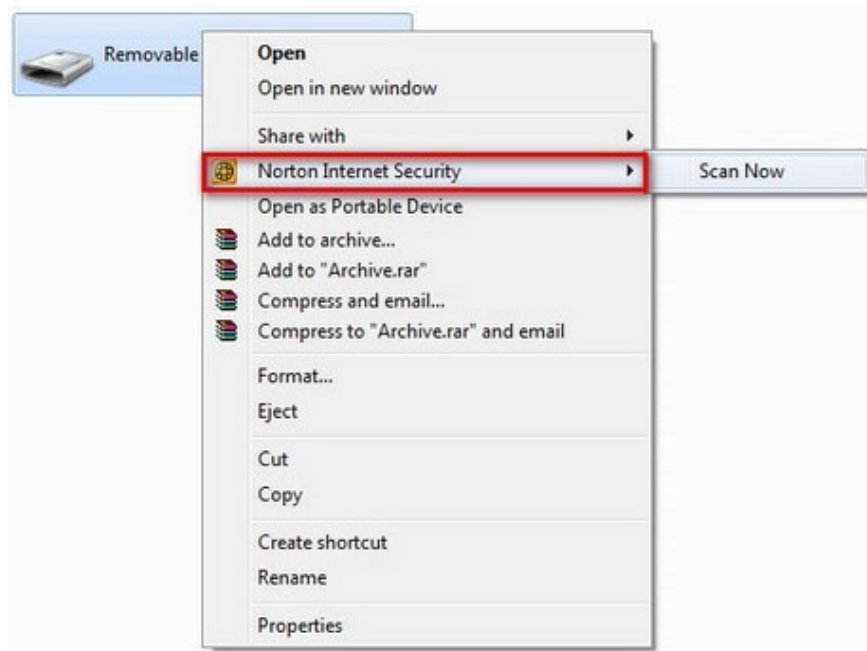 Removable
Open
Open in new window
Share with
Norton Internet Security
Scan Now
Open as Portable Device
Add to archive...
Add to "Archive.rar"
Compress and email...
Compress to "Archive.rar" and email
Format...
Eject
Cut
Copy
Create shortcut
Rename
Properties